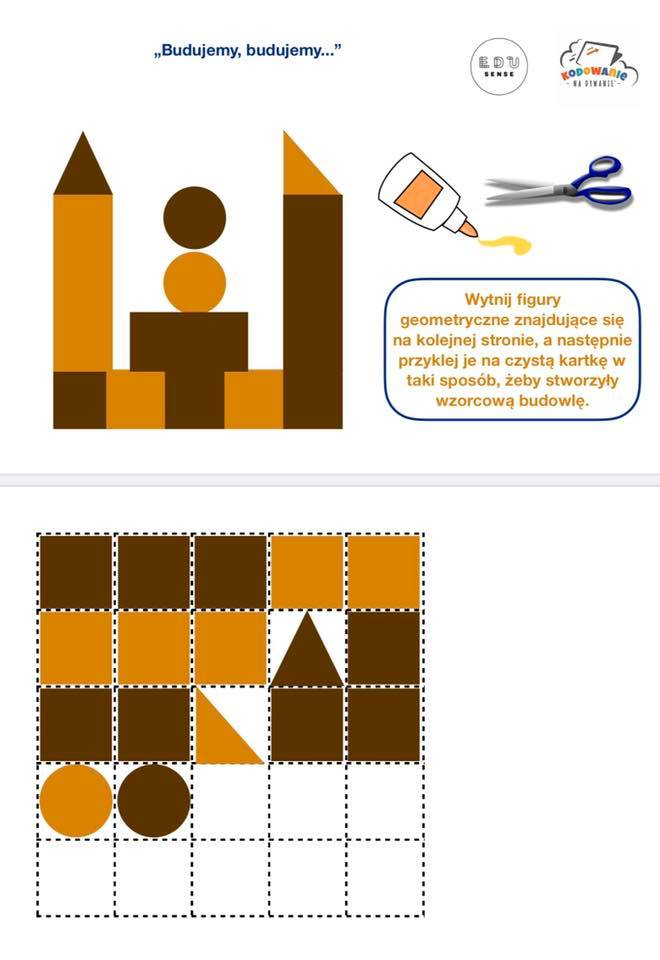 „Budujemy, budujemy...”
EDU
SENSE
KODOWANIE
- NA DYWANIE -
Wytnij figury
geometryczne znajdujące się
na kolejnej stronie, a następnie
przyklej je na czystą kartkę w
taki sposób, żeby stworzyły
wzorcową budowlę.